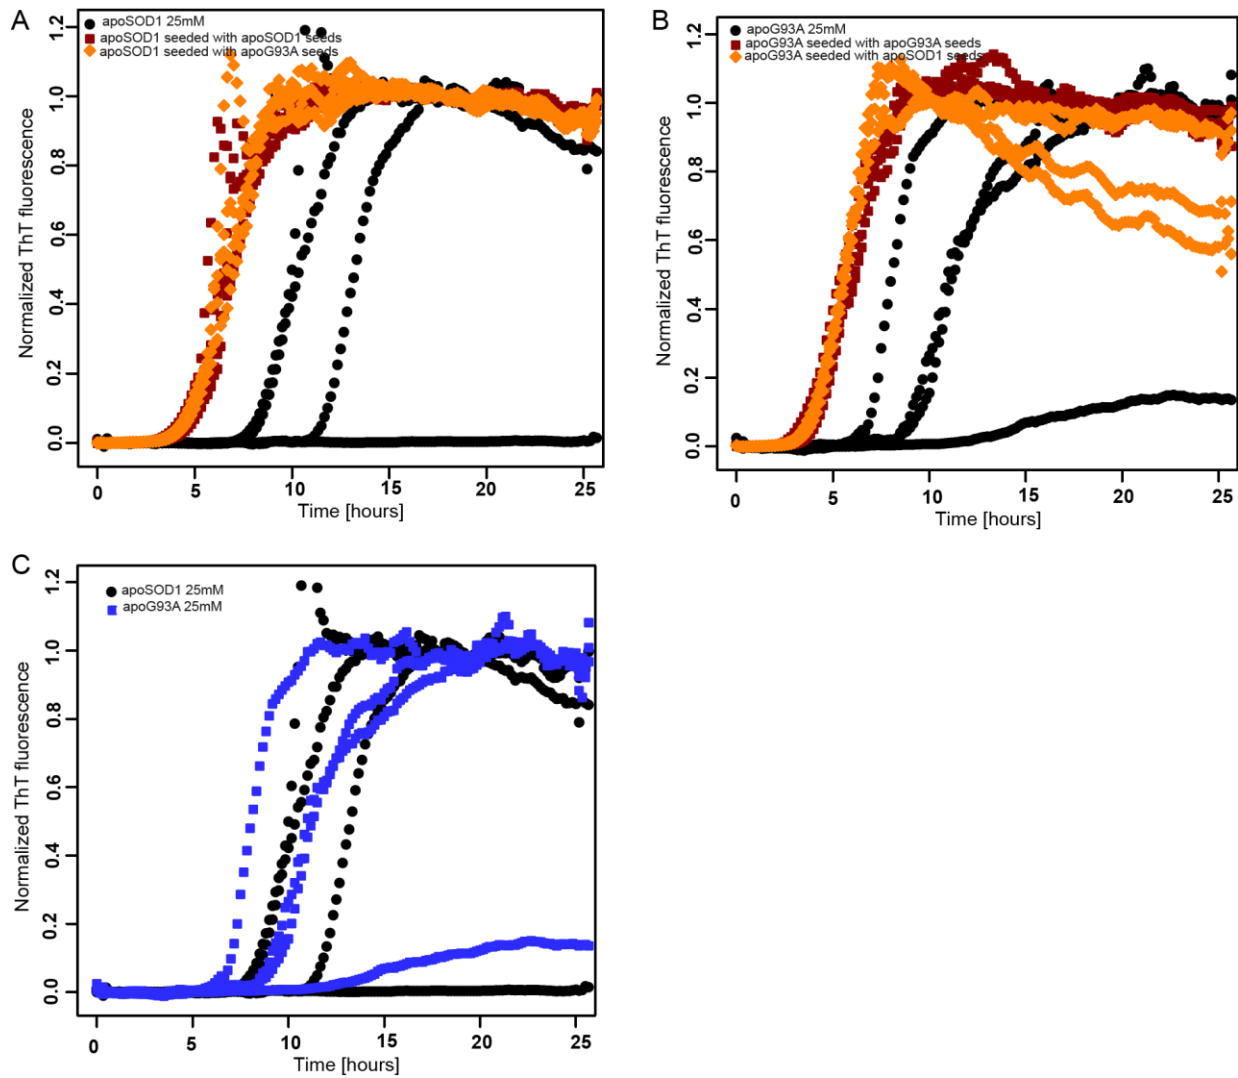 A
apoSOD1 25mM
apoSOD1 seeded with apoSOD1 seeds
apoSOD1 seeded with apoG93A seeds
Normalized ThT fluorescence
0.0
0.2
0.4
0.6
0.8
1.0
1.2
0
5
10
15
20
25
Time [hours]
B
apoG93A 25mM
apoG93A seeded with apoG93A seeds
apoG93A seeded with apoSOD1 seeds
Normalized ThT fluorescence
0.0
0.2
0.4
0.6
0.8
1.0
1.2
0
5
10
15
20
25
Time [hours]
C
apoSOD1 25mM
apoG93A 25mM
Normalized ThT fluorescence
0.0
0.2
0.4
0.6
0.8
1.0
1.2
0
5
10
15
20
25
Time [hours]